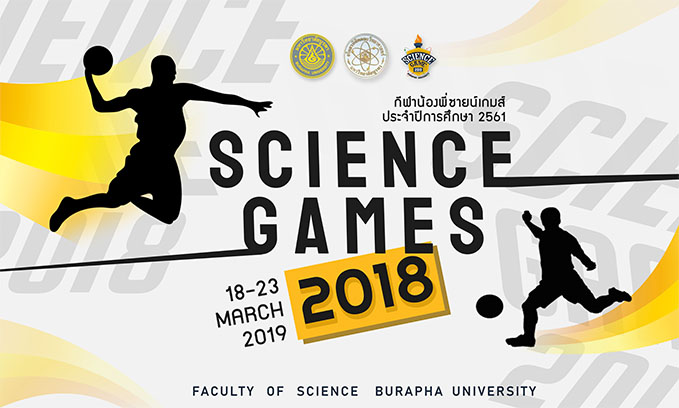 กีฬาน้องพี่ชายน์เกมส์
ประจำปีการศึกษา 2561
SCIENCE
GAMES
2018
18-23
MARCH
2019
FACULTY OF SCIENCE BURAPHA UNIVERSITY